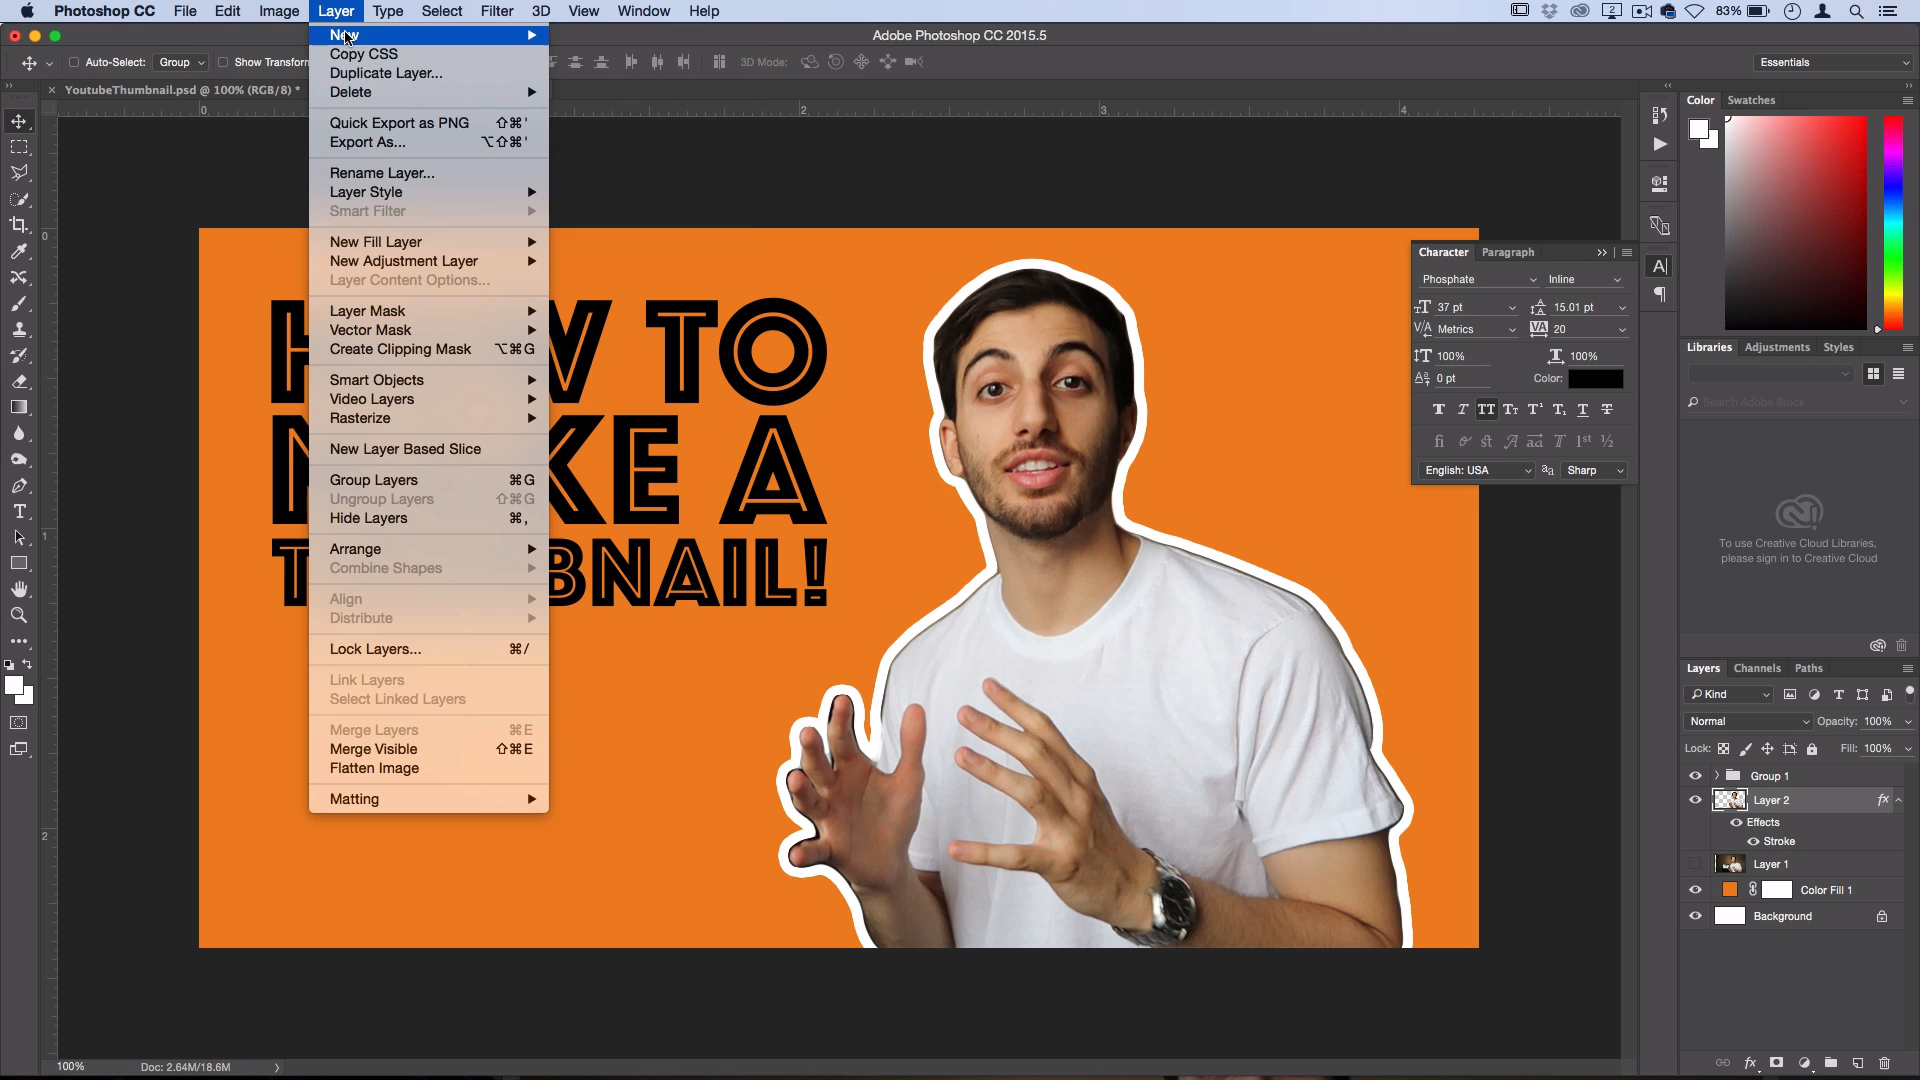 Photoshop CC File Edit Image Layer Type Select Filter 3D View Window Help 83%
Adobe Photoshop CC 2015.5
Auto-Select: Group Show Transform 3D Mode: Essentials
YoutubeThumbnail.psd @ 100% (RGB/8) *
0 2 3 4
New
Copy CSS
Duplicate Layer...
Delete
Quick Export as PNG ⇧⌘'
Export As... ⌥⇧⌘'
Rename Layer...
Layer Style
Smart Filter
New Fill Layer
New Adjustment Layer
Layer Content Options...
Layer Mask
Vector Mask
Create Clipping Mask ⌥⌘G
Smart Objects
Video Layers
Rasterize
New Layer Based Slice
Group Layers ⌘G
Ungroup Layers ⇧⌘G
Hide Layers ⌘,
Arrange
Combine Shapes
Align
Distribute
Lock Layers... ⌘/
Link Layers
Select Linked Layers
Merge Layers ⌘E
Merge Visible ⇧⌘E
Flatten Image
Matting
0
1
2
H W TO
M KE A
T BNAIL!
Character Paragraph
Phosphate Inline
37 pt 15.01 pt
Metrics 20
100% 100%
0 pt Color:
English: USA Sharp
Color Swatches
Libraries Adjustments Styles
Search Adobe Stock
To use Creative Cloud Libraries,
please sign in to Creative Cloud
Layers Channels Paths
Kind
Normal Opacity: 100%
Lock: Fill: 100%
Group 1
Layer 2 fx
Effects
Stroke
Layer 1
Color Fill 1
Background
100% Doc: 2.64M/18.6M